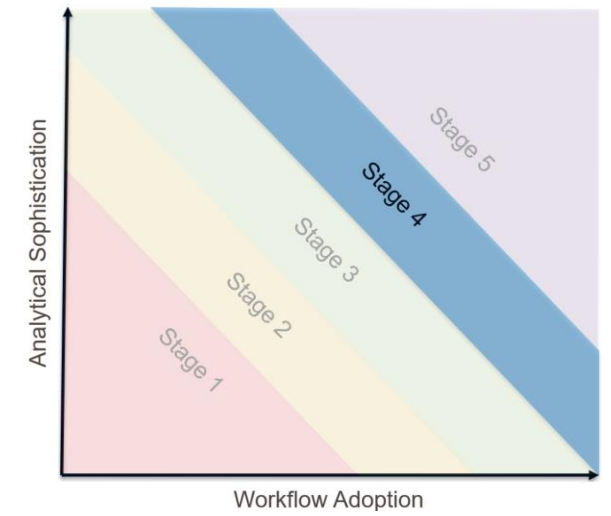 Analytical Sophistication
Stage 5
Stage 4
Stage 3
Stage 2
Stage 1
Workflow Adoption